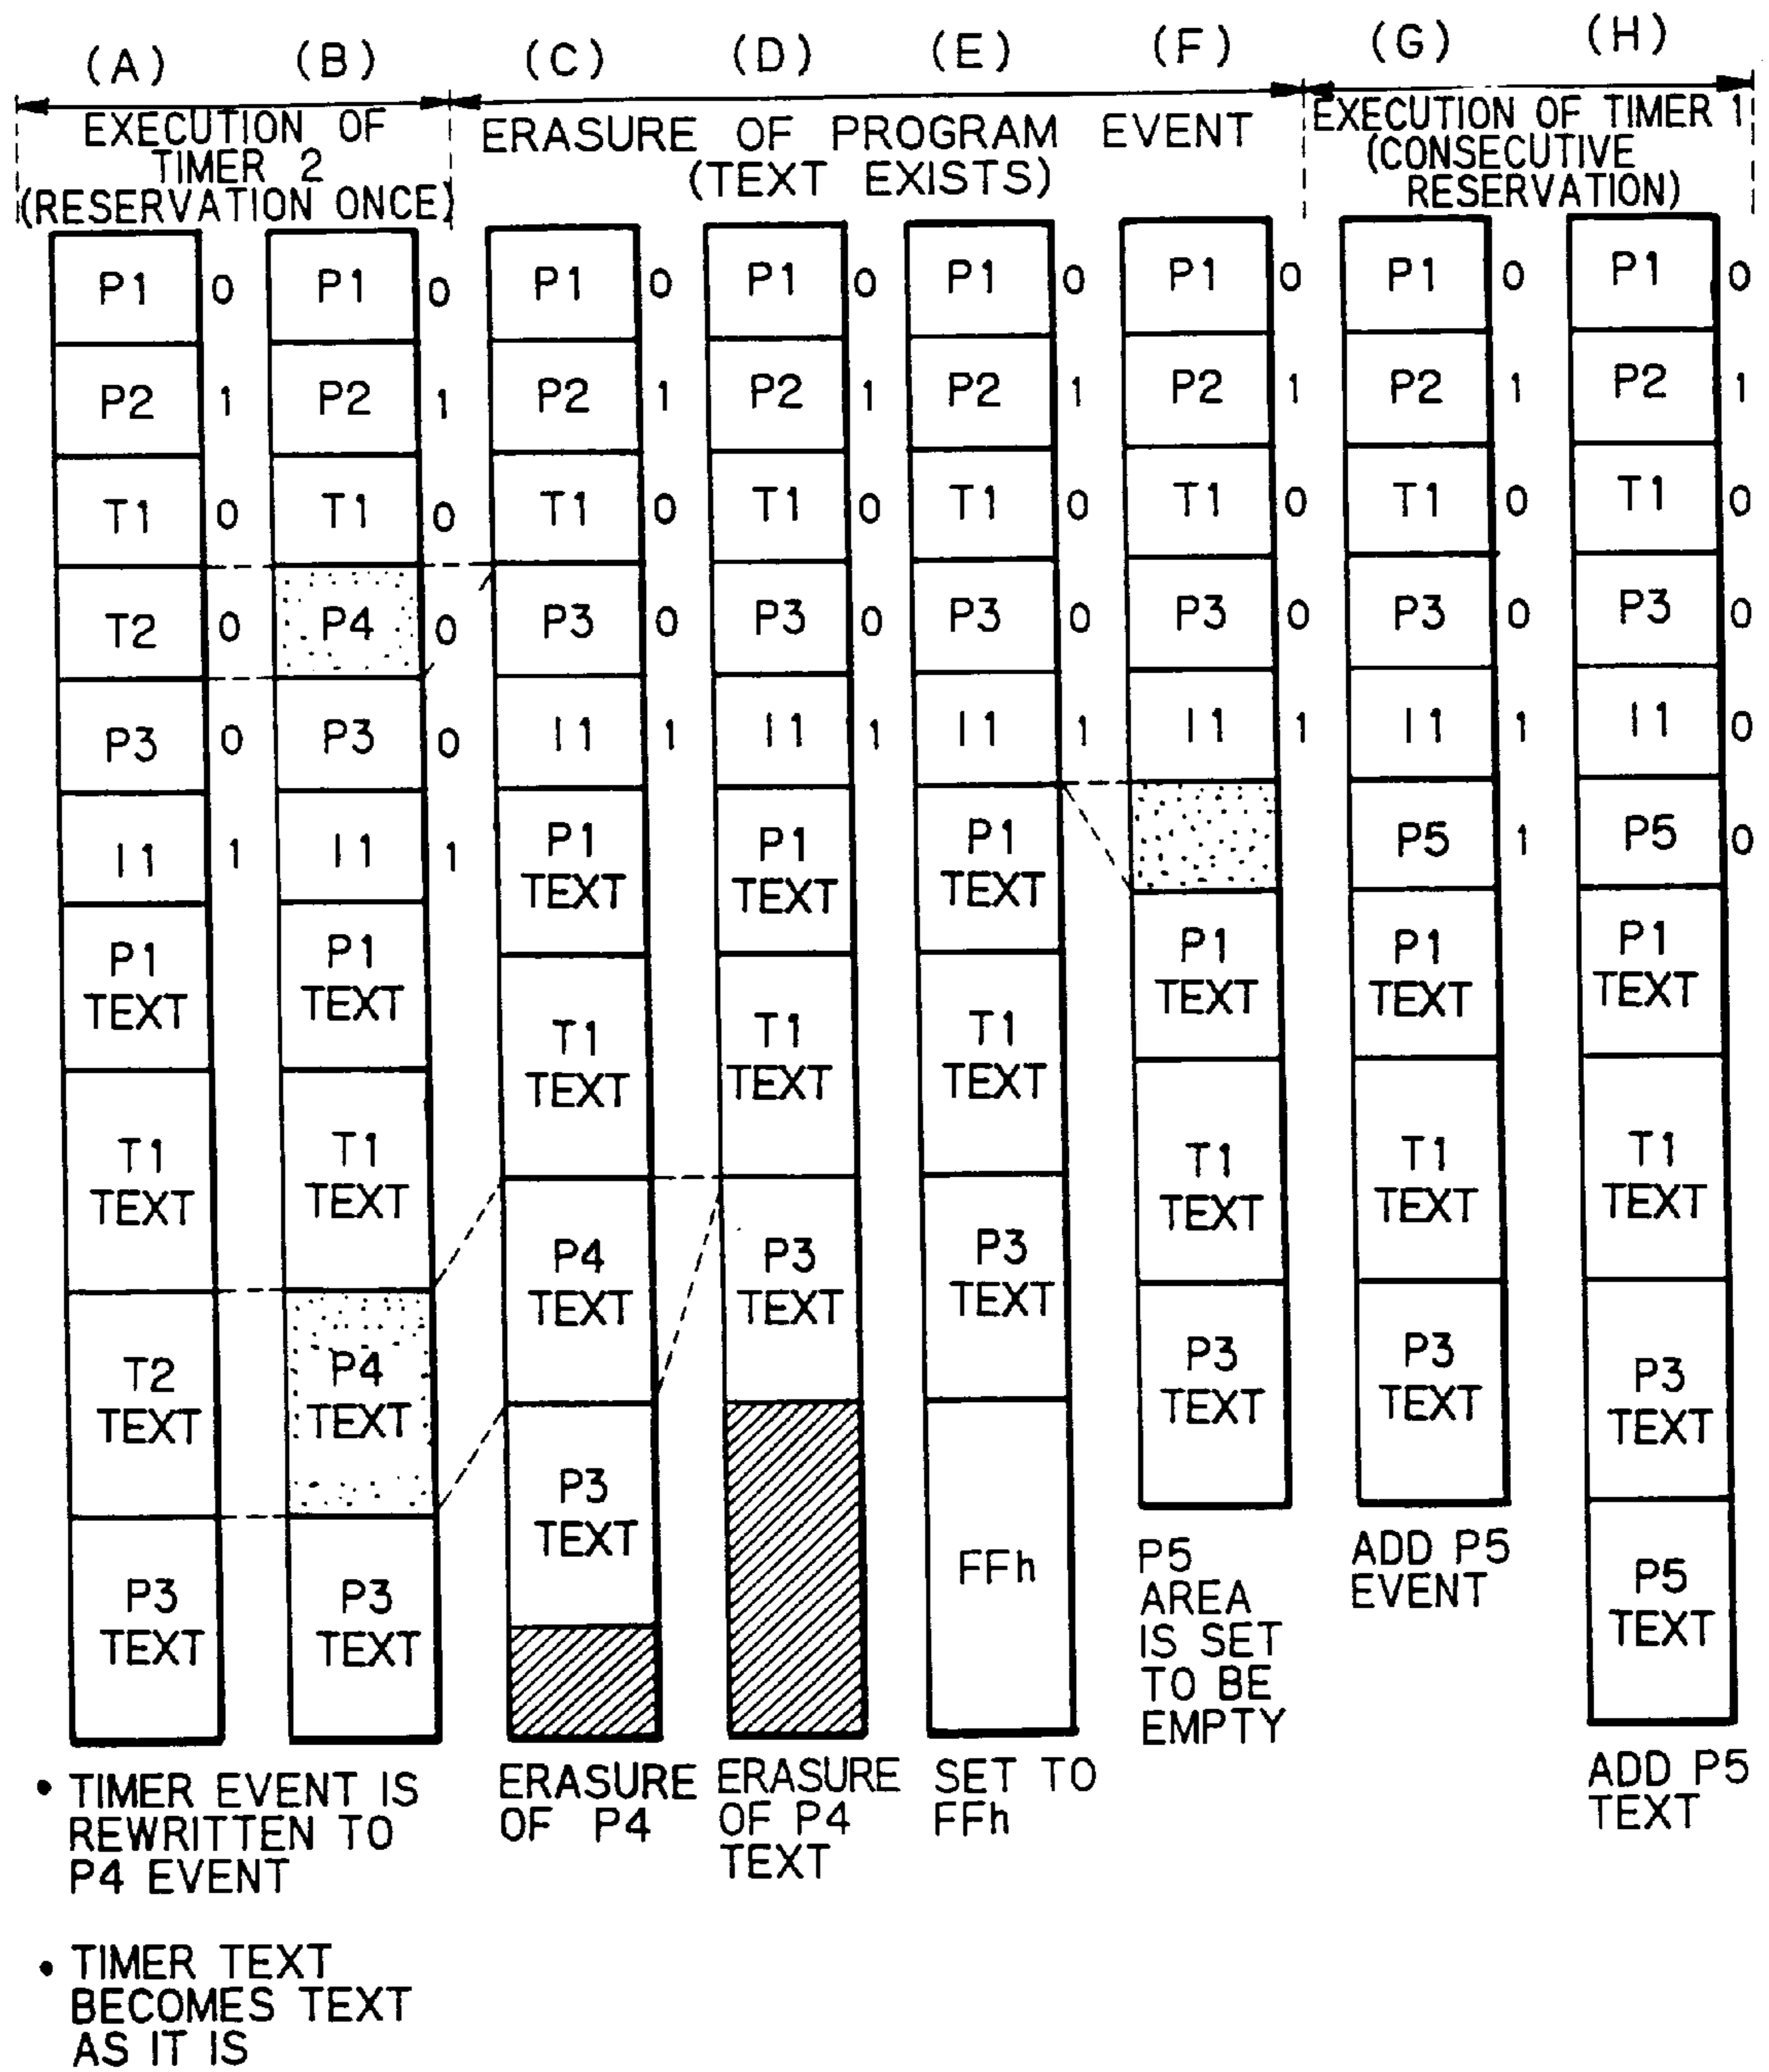 (A) (B) (C) (D) (E) (F) (G) (H)
EXECUTION OF
TIMER 2
(RESERVATION ONCE)
ERASURE OF PROGRAM EVENT
(TEXT EXISTS)
EXECUTION OF TIMER 1
(CONSECUTIVE
RESERVATION)
P1 0
P2 1
T1 0
T2 0
P3 0
I1 1
P1
TEXT
T1
TEXT
T2
TEXT
P3
TEXT
P1 0
P2 1
T1 0
P4 0
P3 0
I1 1
P1
TEXT
T1
TEXT
P4
TEXT
P3
TEXT
• TIMER EVENT IS
REWRITTEN TO
P4 EVENT
• TIMER TEXT
BECOMES TEXT
AS IT IS
P1 0
P2 1
T1 0
P3 0
I1 1
P1
TEXT
T1
TEXT
P4
TEXT
P3
TEXT
ERASURE
OF P4
P1 0
P2 1
T1 0
P3 0
I1 1
P1
TEXT
T1
TEXT
P3
TEXT
ERASURE
OF P4
TEXT
P1 0
P2 1
T1 0
P3 0
I1 1
P1
TEXT
T1
TEXT
P3
TEXT
FFh
SET TO
FFh
P1 0
P2 1
T1 0
P3 0
I1 1
P1
TEXT
T1
TEXT
P3
TEXT
P5
AREA
IS SET
TO BE
EMPTY
P1 0
P2 1
T1 0
P3 0
I1 1
P5 1
P1
TEXT
T1
TEXT
P3
TEXT
ADD P5
EVENT
P1 0
P2 1
T1 0
P3 0
I1 0
P5 0
P1
TEXT
T1
TEXT
P3
TEXT
P5
TEXT
ADD P5
TEXT